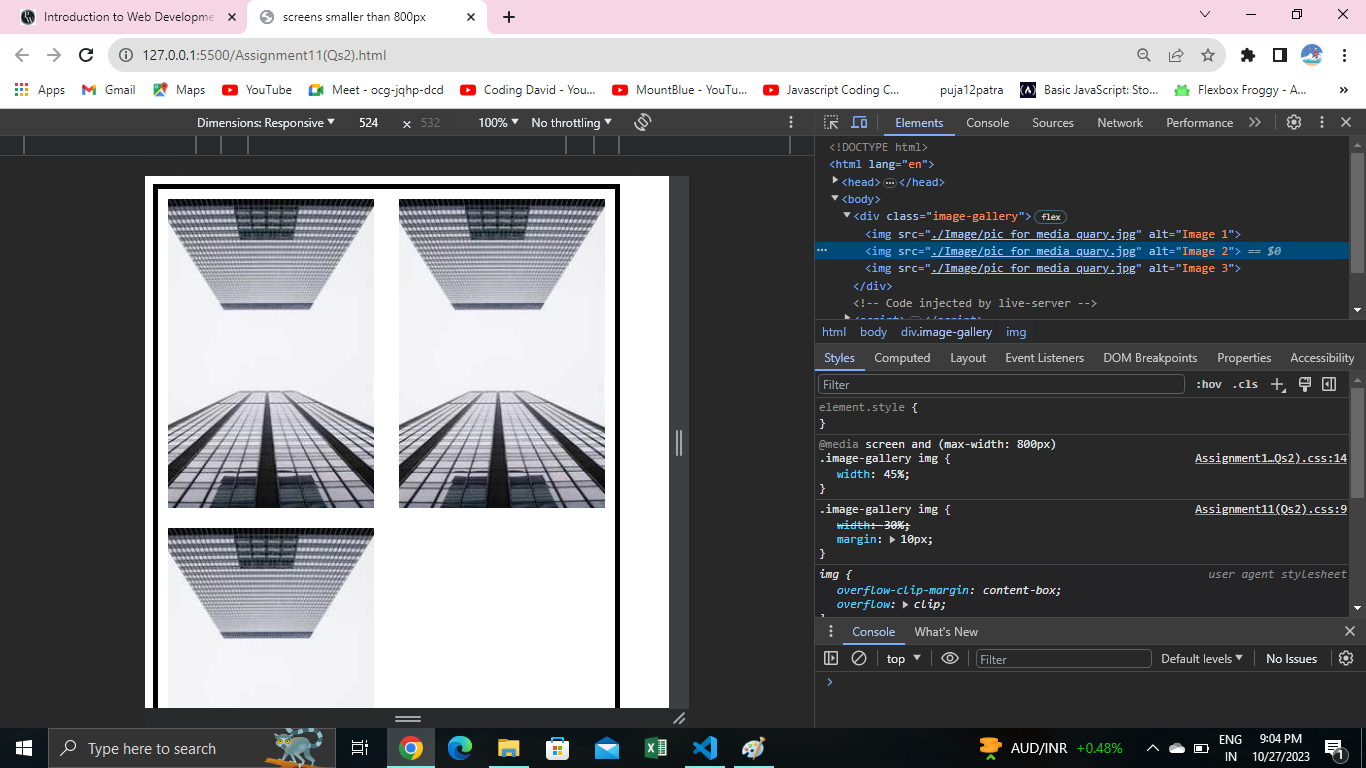 Introduction to Web Developme
screens smaller than 800px
127.0.0.1:5500/Assignment11(Qs2).html
Apps Gmail Maps YouTube Meet - ocg-jqhp-dcd Coding David - You... MountBlue - YouTu... Javascript Coding C... puja12patra Basic JavaScript: Sto... Flexbox Froggy - A... »
Dimensions: Responsive 524 × 532 100% No throttling
Elements Console Sources Network Performance »
<!DOCTYPE html>
<html lang="en">
<head>…</head>
<body>
<div class="image-gallery"> flex
<img src="./Image/pic for media quary.jpg" alt="Image 1">
<img src="./Image/pic for media quary.jpg" alt="Image 2"> == $0
<img src="./Image/pic for media quary.jpg" alt="Image 3">
</div>
<!-- Code injected by live-server -->
<script>…</script>
html body div.image-gallery img
Styles Computed Layout Event Listeners DOM Breakpoints Properties Accessibility
Filter :hov .cls
element.style {
}
@media screen and (max-width: 800px)
.image-gallery img { Assignment1…Qs2).css:14
width: 45%;
}
.image-gallery img { Assignment11(Qs2).css:9
width: 30%;
margin: 10px;
}
img { user agent stylesheet
overflow-clip-margin: content-box;
overflow: clip;
}
Console What's New
top Filter Default levels No Issues
>
Type here to search
AUD/INR +0.48%
ENG
IN
9:04 PM
10/27/2023
1